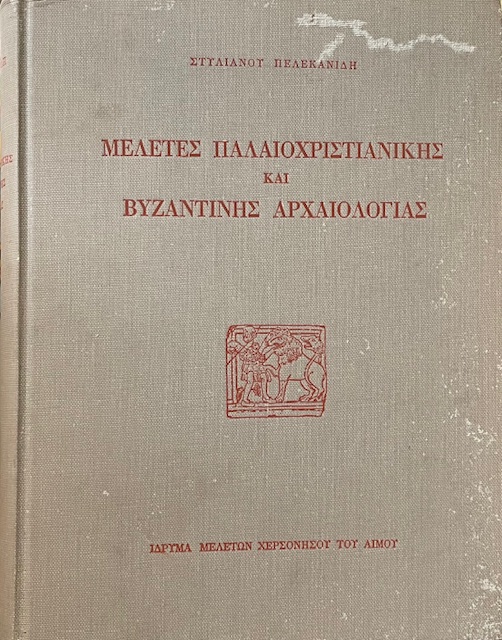 ΣΤΥΛΙΑΝΟΥ ΠΕΛΕΚΑΝΙΔΗ
ΜΕΛΕΤΕΣ ΠΑΛΑΙΟΧΡΙΣΤΙΑΝΙΚΗΣ
ΚΑΙ
ΒΥΖΑΝΤΙΝΗΣ ΑΡΧΑΙΟΛΟΓΙΑΣ
ΙΔΡΥΜΑ ΜΕΛΕΤΩΝ ΧΕΡΣΟΝΗΣΟΥ ΤΟΥ ΑΙΜΟΥ